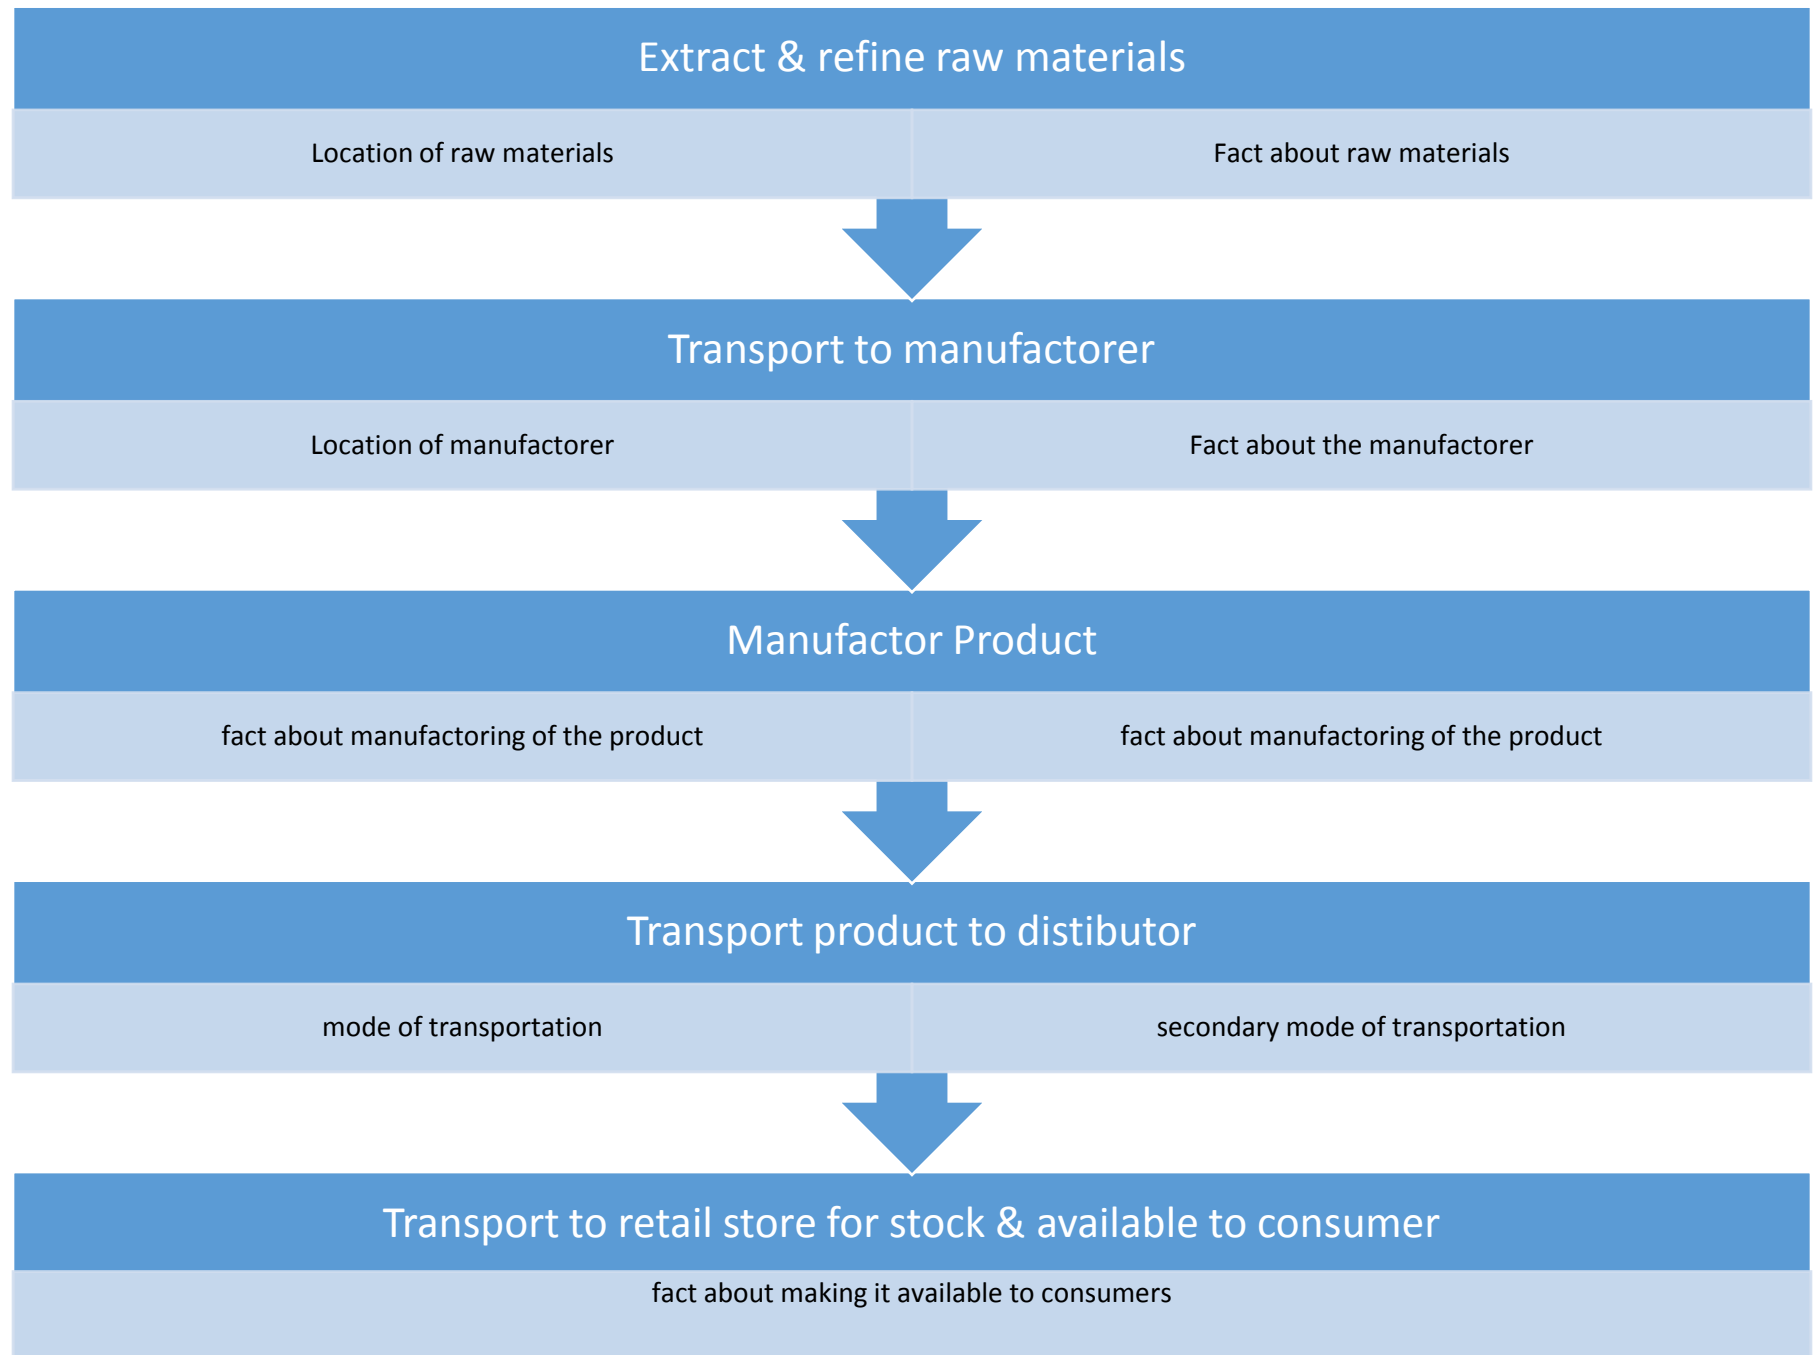 Extract & refine raw materials
Location of raw materials
Fact about raw materials
Transport to manufactorer
Location of manufactorer
Fact about the manufactorer
Manufactor Product
fact about manufactoring of the product
fact about manufactoring of the product
Transport product to distibutor
mode of transportation
secondary mode of transportation
Transport to retail store for stock & available to consumer
fact about making it available to consumers